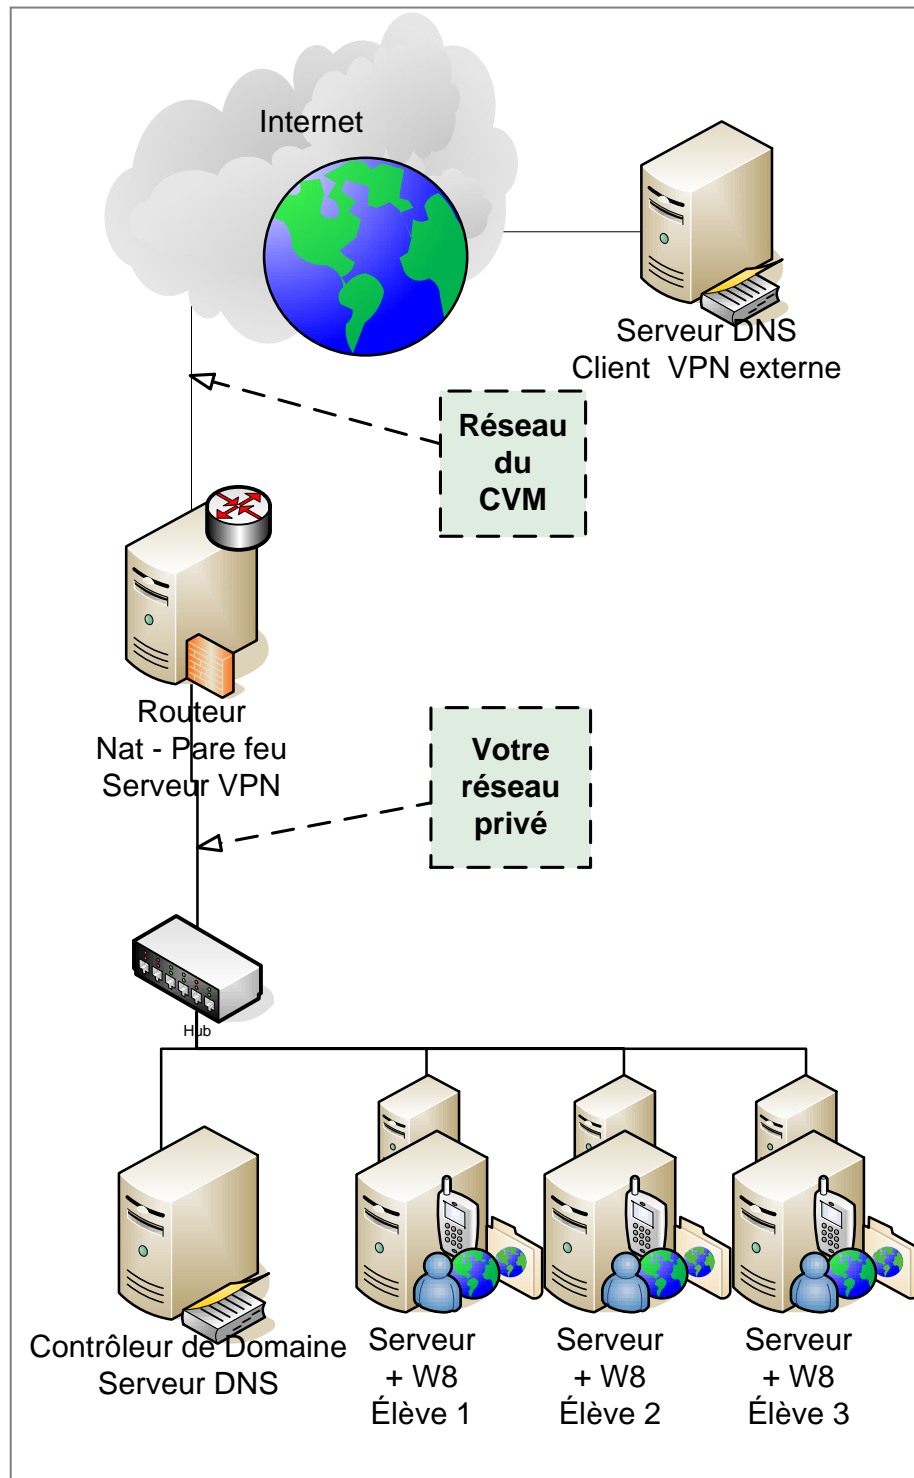 Internet
Serveur DNS
Client  VPN externe
Réseau
du
CVM
Routeur
Nat - Pare feu
Serveur VPN
Votre
réseau
privé
Hub
Contrôleur de Domaine
Serveur DNS
Serveur
+ W8
Élève 1
Serveur
+ W8
Élève 2
Serveur
+ W8
Élève 3